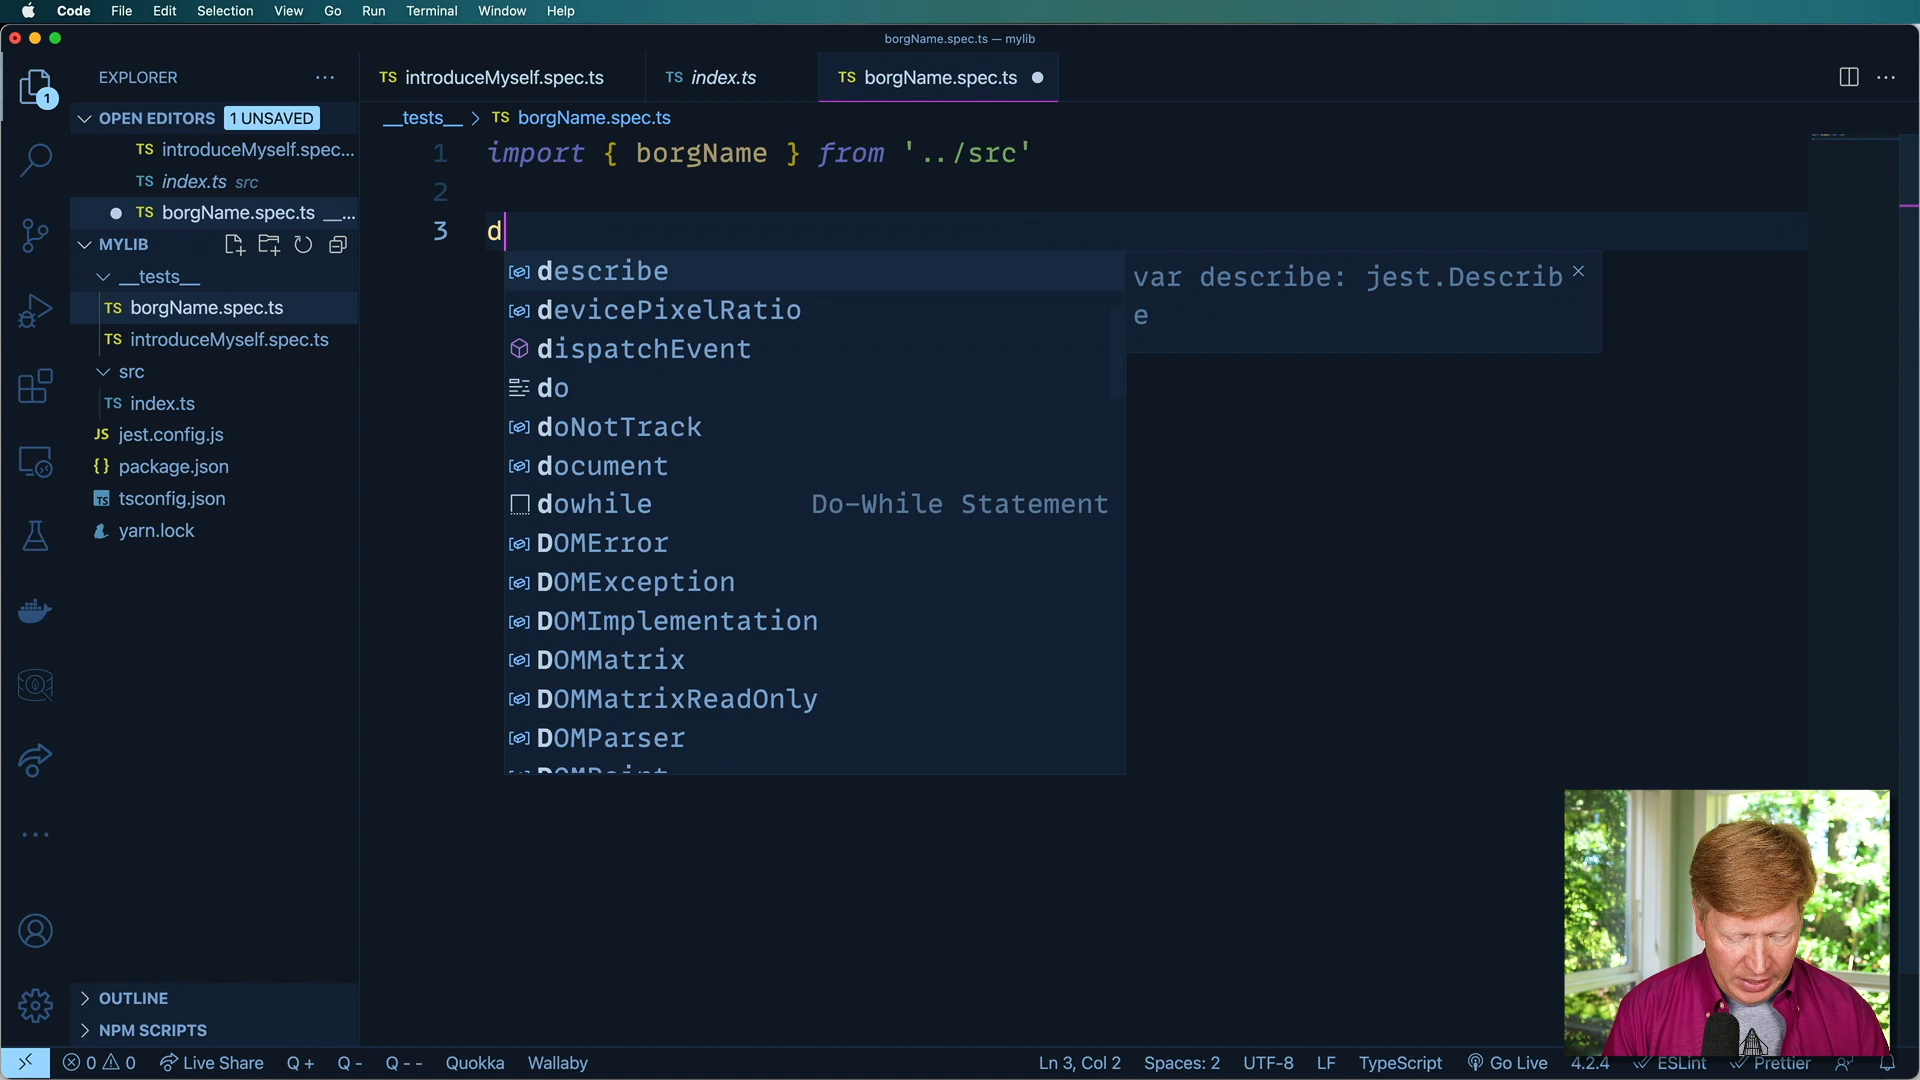 Code File Edit Selection View Go Run Terminal Window Help
borgName.spec.ts — mylib
1
EXPLORER
OPEN EDITORS 1 UNSAVED
TS introduceMyself.spec...
TS index.ts src
TS borgName.spec.ts __...
MYLIB
__tests__
TS borgName.spec.ts
TS introduceMyself.spec.ts
src
TS index.ts
JS jest.config.js
{} package.json
TS tsconfig.json
yarn.lock
OUTLINE
NPM SCRIPTS
TS introduceMyself.spec.ts TS index.ts TS borgName.spec.ts
__tests__ > TS borgName.spec.ts
1 import { borgName } from '../src'
2
3 d
describe
devicePixelRatio
dispatchEvent
do
doNotTrack
document
dowhile Do-While Statement
DOMError
DOMException
DOMImplementation
DOMMatrix
DOMMatrixReadOnly
DOMParser
var describe: jest.Describ
e
0 0 Live Share Q + Q - Q - - Quokka Wallaby Ln 3, Col 2 Spaces: 2 UTF-8 LF TypeScript Go Live 4.2.4 ESLint Prettier